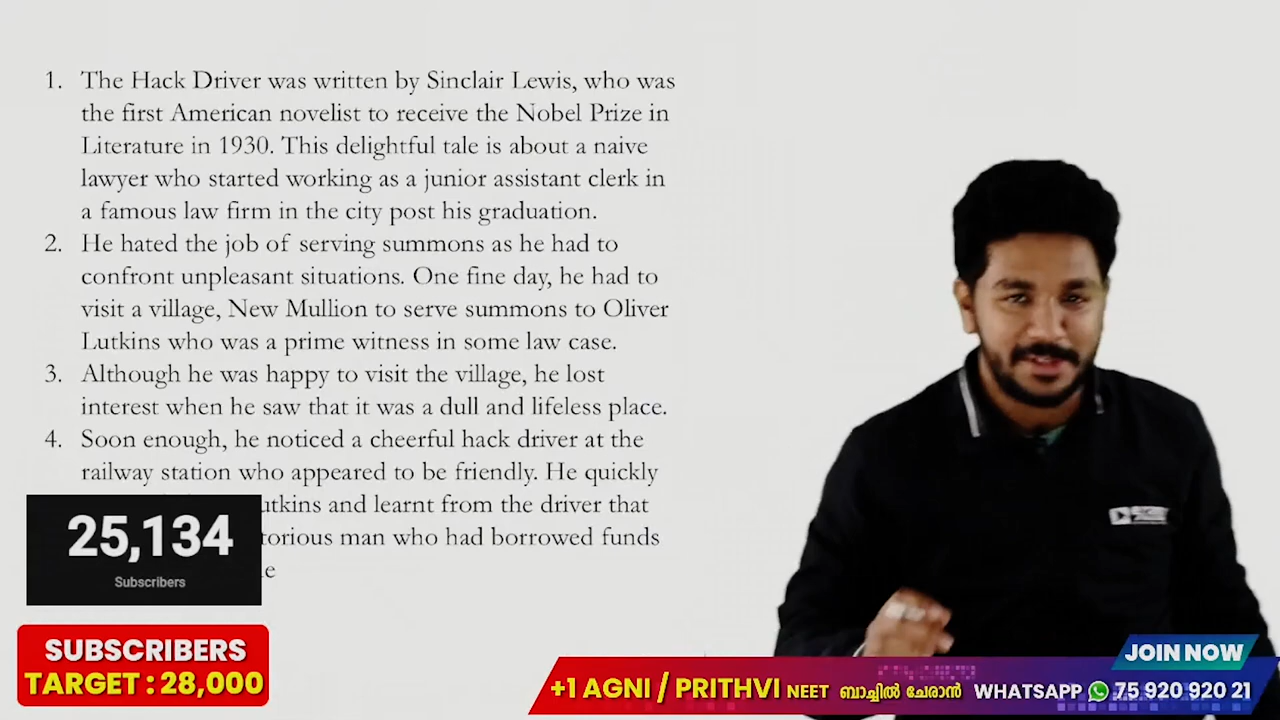 1. The Hack Driver was written by Sinclair Lewis, who was
the first American novelist to receive the Nobel Prize in
Literature in 1930. This delightful tale is about a naive
lawyer who started working as a junior assistant clerk in
a famous law firm in the city post his graduation.
2. He hated the job of serving summons as he had to
confront unpleasant situations. One fine day, he had to
visit a village, New Mullion to serve summons to Oliver
Lutkins who was a prime witness in some law case.
3. Although he was happy to visit the village, he lost
interest when he saw that it was a dull and lifeless place.
4. Soon enough, he noticed a cheerful hack driver at the
railway station who appeared to be friendly. He quickly
utkins and learnt from the driver that
torious man who had borrowed funds
e
25,134
Subscribers
SUBSCRIBERS
TARGET : 28,000
JOIN NOW
+1 AGNI / PRITHVI NEET ബാച്ചിൽ ചേരാൻ WHATSAPP 75 920 920 21